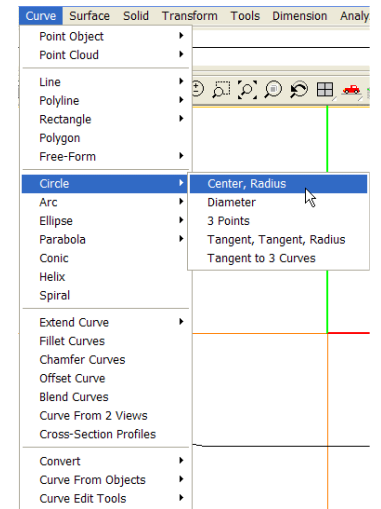 Curve Surface Solid Transform Tools Dimension Analy
Point Object
Point Cloud
Line
Polyline
Rectangle
Polygon
Free-Form
Circle
Arc
Ellipse
Parabola
Conic
Helix
Spiral
Extend Curve
Fillet Curves
Chamfer Curves
Offset Curve
Blend Curves
Curve From 2 Views
Cross-Section Profiles
Convert
Curve From Objects
Curve Edit Tools
Center, Radius
Diameter
3 Points
Tangent, Tangent, Radius
Tangent to 3 Curves